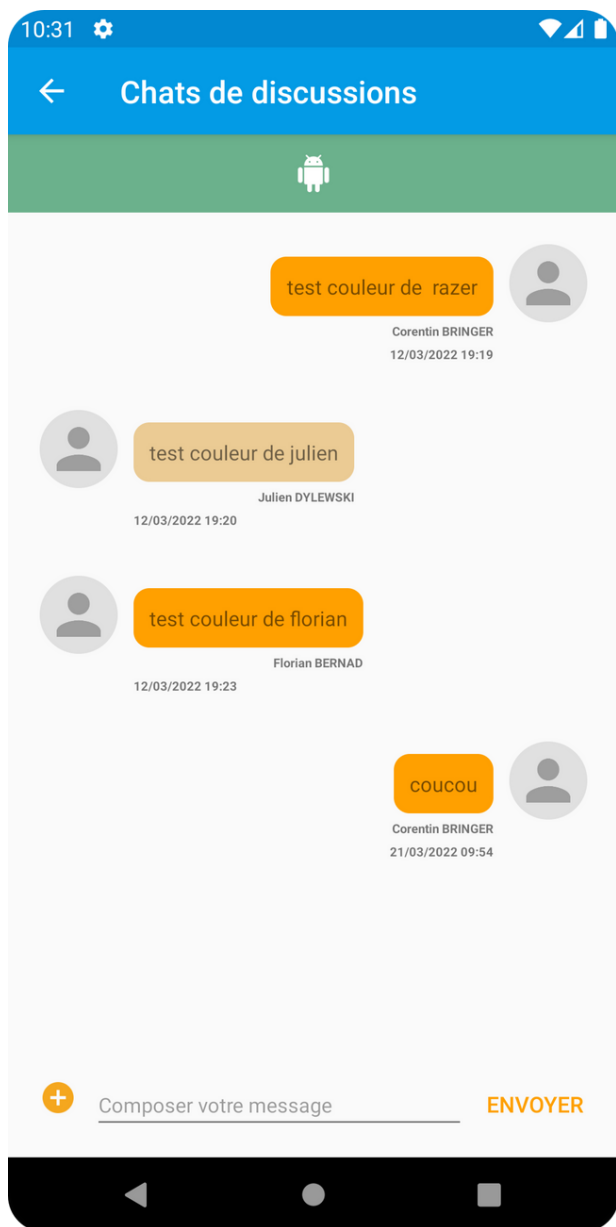 10:31
Chats de discussions
test couleur de  razer
Corentin BRINGER
12/03/2022 19:19
test couleur de julien
Julien DYLEWSKI
12/03/2022 19:20
test couleur de florian
Florian BERNAD
12/03/2022 19:23
coucou
Corentin BRINGER
21/03/2022 09:54
Composer votre message
ENVOYER